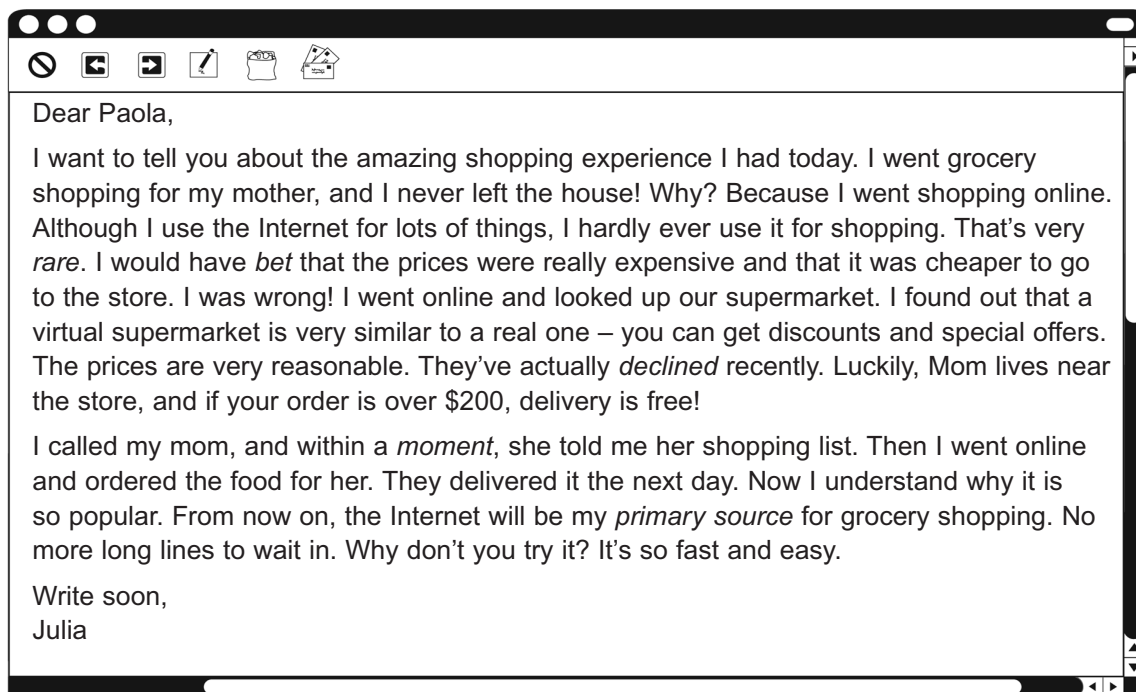 Dear Paola,
I want to tell you about the amazing shopping experience I had today. I went grocery
shopping for my mother, and I never left the house! Why? Because I went shopping online.
Although I use the Internet for lots of things, I hardly ever use it for shopping. That’s very
rare. I would have bet that the prices were really expensive and that it was cheaper to go
to the store. I was wrong! I went online and looked up our supermarket. I found out that a
virtual supermarket is very similar to a real one – you can get discounts and special offers.
The prices are very reasonable. They’ve actually declined recently. Luckily, Mom lives near
the store, and if your order is over $200, delivery is free!
I called my mom, and within a moment, she told me her shopping list. Then I went online
and ordered the food for her. They delivered it the next day. Now I understand why it is
so popular. From now on, the Internet will be my primary source for grocery shopping. No
more long lines to wait in. Why don’t you try it? It’s so fast and easy.
Write soon,
Julia